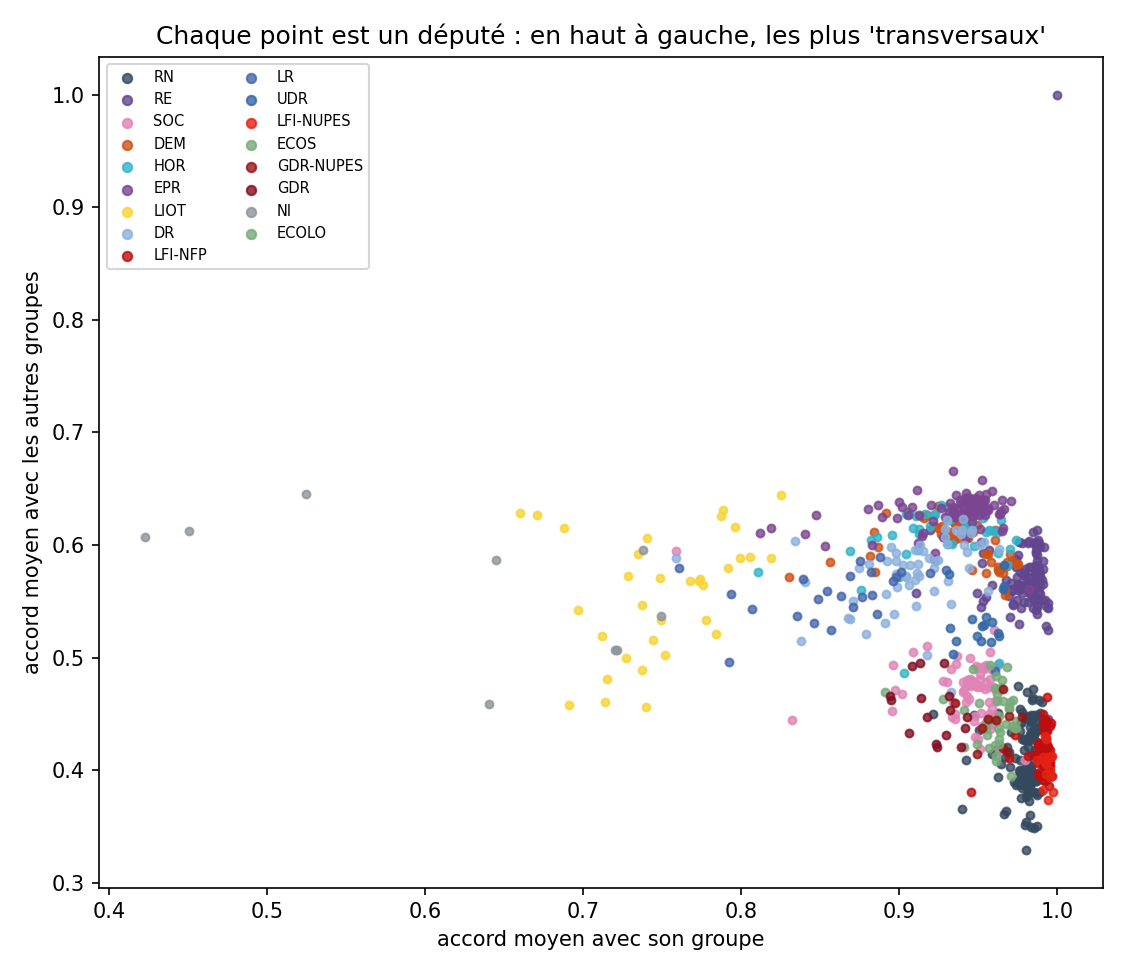 Chaque point est un député : en haut à gauche, les plus 'transversaux'
RN
RE
SOC
DEM
HOR
EPR
LIOT
DR
LFI-NFP
LR
UDR
LFI-NUPES
ECOS
GDR-NUPES
GDR
NI
ECOLO
accord moyen avec les autres groupes
1.0
0.9
0.8
0.7
0.6
0.5
0.4
0.3
0.4 0.5 0.6 0.7 0.8 0.9 1.0
accord moyen avec son groupe